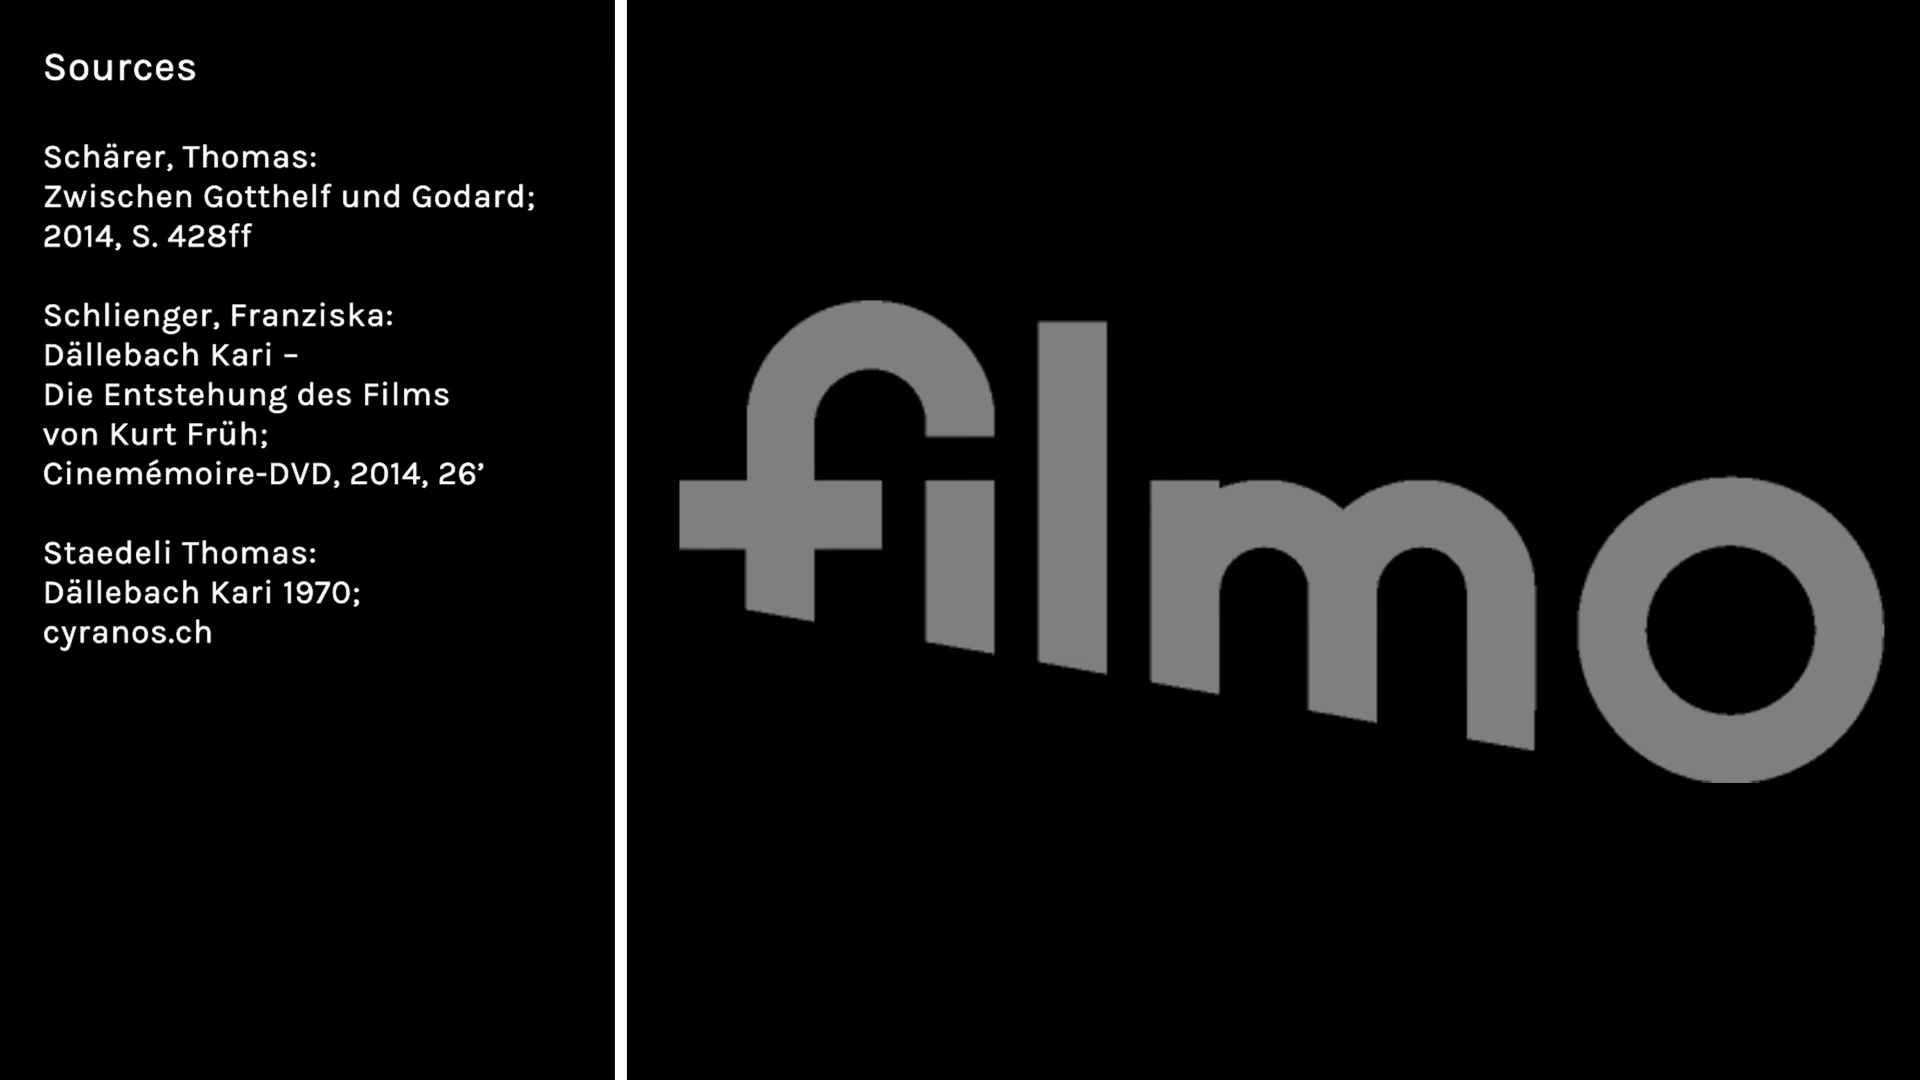 Sources
Schärer, Thomas:
Zwischen Gotthelf und Godard;
2014, S. 428ff
Schlienger, Franziska:
Dällebach Kari –
Die Entstehung des Films
von Kurt Früh;
Cinemémoire-DVD, 2014, 26’
Staedeli Thomas:
Dällebach Kari 1970;
cyranos.ch
filmo